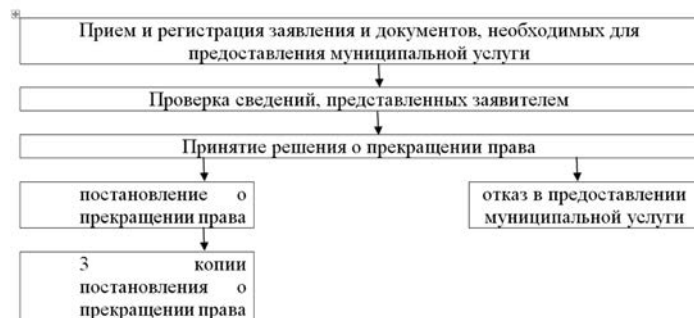 Прием и регистрация заявления и документов, необходимых для
предоставления муниципальной услуги
Проверка сведений, представленных заявителем
Принятие решения о прекращении права
постановление о
прекращении права
отказ в предоставлении
муниципальной услуги
3 копии
постановления о
прекращении права